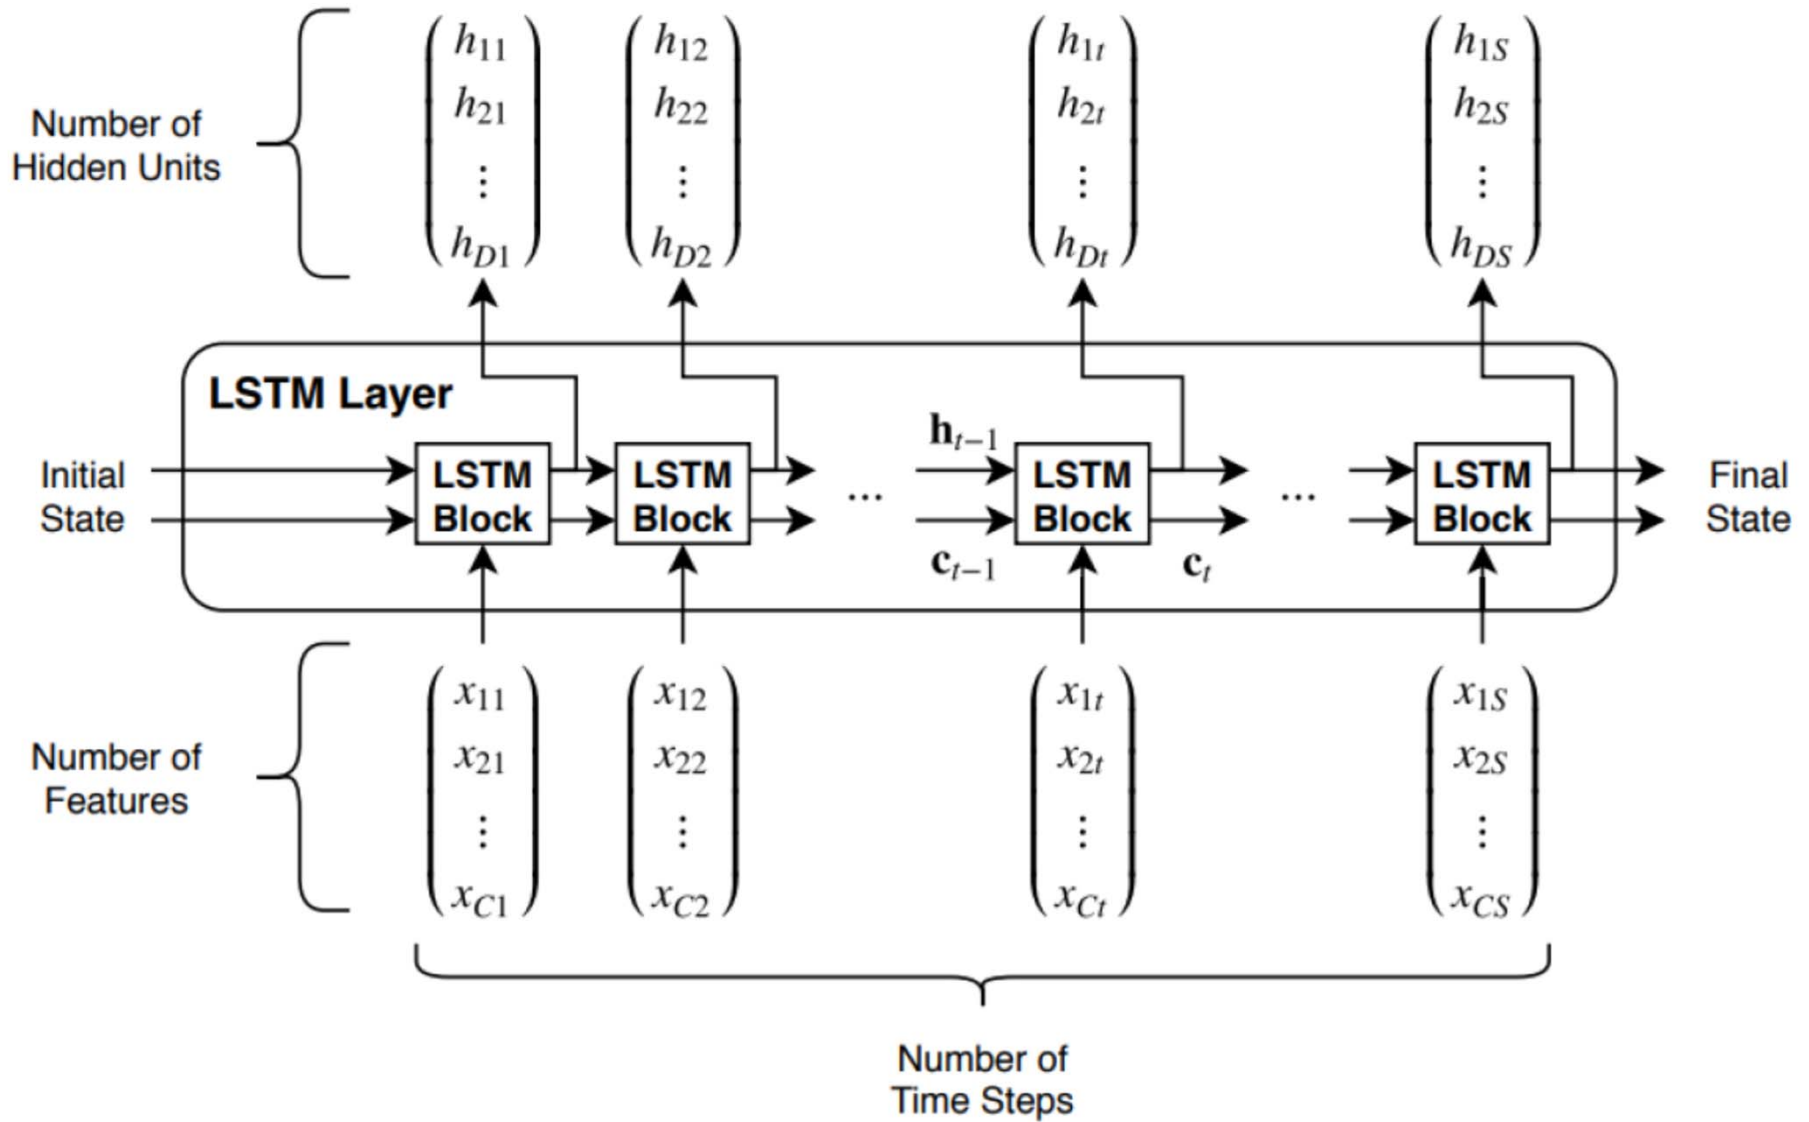 h11 h12 h1t h1S
h21 h22 h2t h2S
⋮ ⋮ ⋮ ⋮
hD1 hD2 hDt hDS
Number of
Hidden Units
LSTM Layer
Initial
State
LSTM
Block
LSTM
Block
...
ht−1
ct−1
LSTM
Block
ct
...
LSTM
Block
Final
State
x11 x12 x1t x1S
x21 x22 x2t x2S
⋮ ⋮ ⋮ ⋮
xC1 xC2 xCt xCS
Number of
Features
Number of
Time Steps